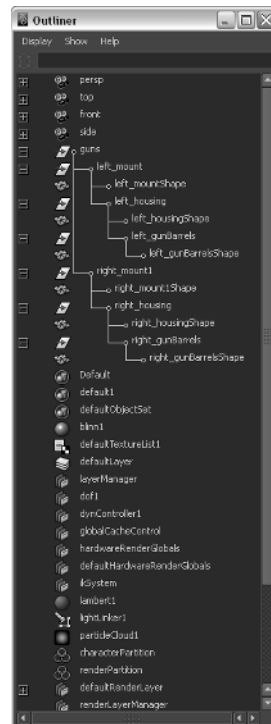 Outliner
Display Show Help
persp
top
front
side
guns
left_mount
left_mountShape
left_housing
left_housingShape
left_gunBarrels
left_gunBarrelsShape
right_mount1
right_mount1Shape
right_housing
right_housingShape
right_gunBarrels
right_gunBarrelsShape
Default
default1
defaultObjectSet
blinn1
defaultTextureList1
defaultLayer
layerManager
dof1
dynController1
globalCacheControl
hardwareRenderGlobals
defaultHardwareRenderGlobals
ikSystem
lambert1
lightLinker1
particleCloud1
characterPartition
renderPartition
defaultRenderLayer
renderLayerManager